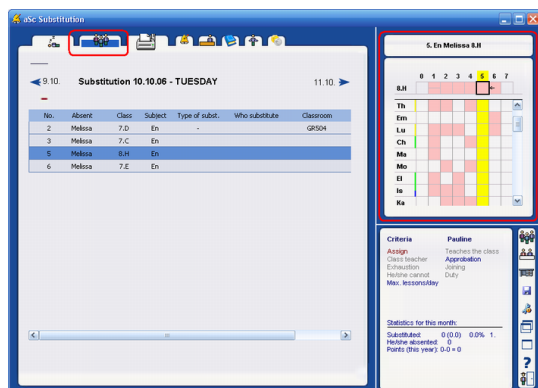 aSc Substitution
9.10.
Substitution 10.10.06 - TUESDAY
11.10.
No. Absent Class Subject Type of subst. Who substitute Classroom
2 Melissa 7.D En - GR504
3 Melissa 7.C En
5 Melissa 8.H En
6 Melissa 7.E En
5. En Melissa 8.H
0 1 2 3 4 5 6 7
8.H
Th
Em
Lu
Ch
Ma
Mo
El
Is
Ka
Criteria Pauline
Assign Teaches the class
Class teacher Approbation
Exhaustion Joining
He/she cannot Duty
Max. lessons/day
Statistics for this month:
Substituted: 0 (0.0) 0.0% 1.
He/she absented: 0
Points (this year): 0-0 = 0